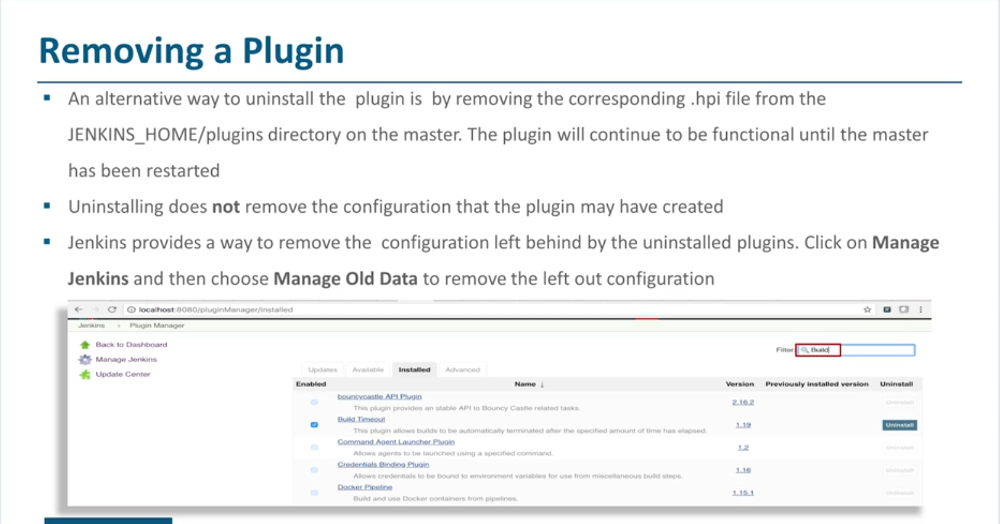 Removing a Plugin
An alternative way to uninstall the plugin is by removing the corresponding .hpi file from the
JENKINS_HOME/plugins directory on the master. The plugin will continue to be functional until the master
has been restarted
Uninstalling does not remove the configuration that the plugin may have created
Jenkins provides a way to remove the configuration left behind by the uninstalled plugins. Click on Manage
Jenkins and then choose Manage Old Data to remove the left out configuration
localhost:8080/pluginManager/installed
Jenkins Plugin Manager
Back to Dashboard
Manage Jenkins
Update Center
Filter: Build
Updates Available Installed Advanced
Enabled Name ↓ Version Previously installed version Uninstall
bouncycastle API Plugin
This plugin provides an stable API to Bouncy Castle related tasks.
2.16.2 Uninstall
Build Timeout
This plugin allows builds to be automatically terminated after the specified amount of time has elapsed.
1.19 Uninstall
Command Agent Launcher Plugin
Allows agents to be launched using a specified command.
1.2 Uninstall
Credentials Binding Plugin
Allows credentials to be bound to environment variables for use from miscellaneous build steps.
1.16 Uninstall
Docker Pipeline
Build and use Docker containers from pipelines.
1.15.1 Uninstall